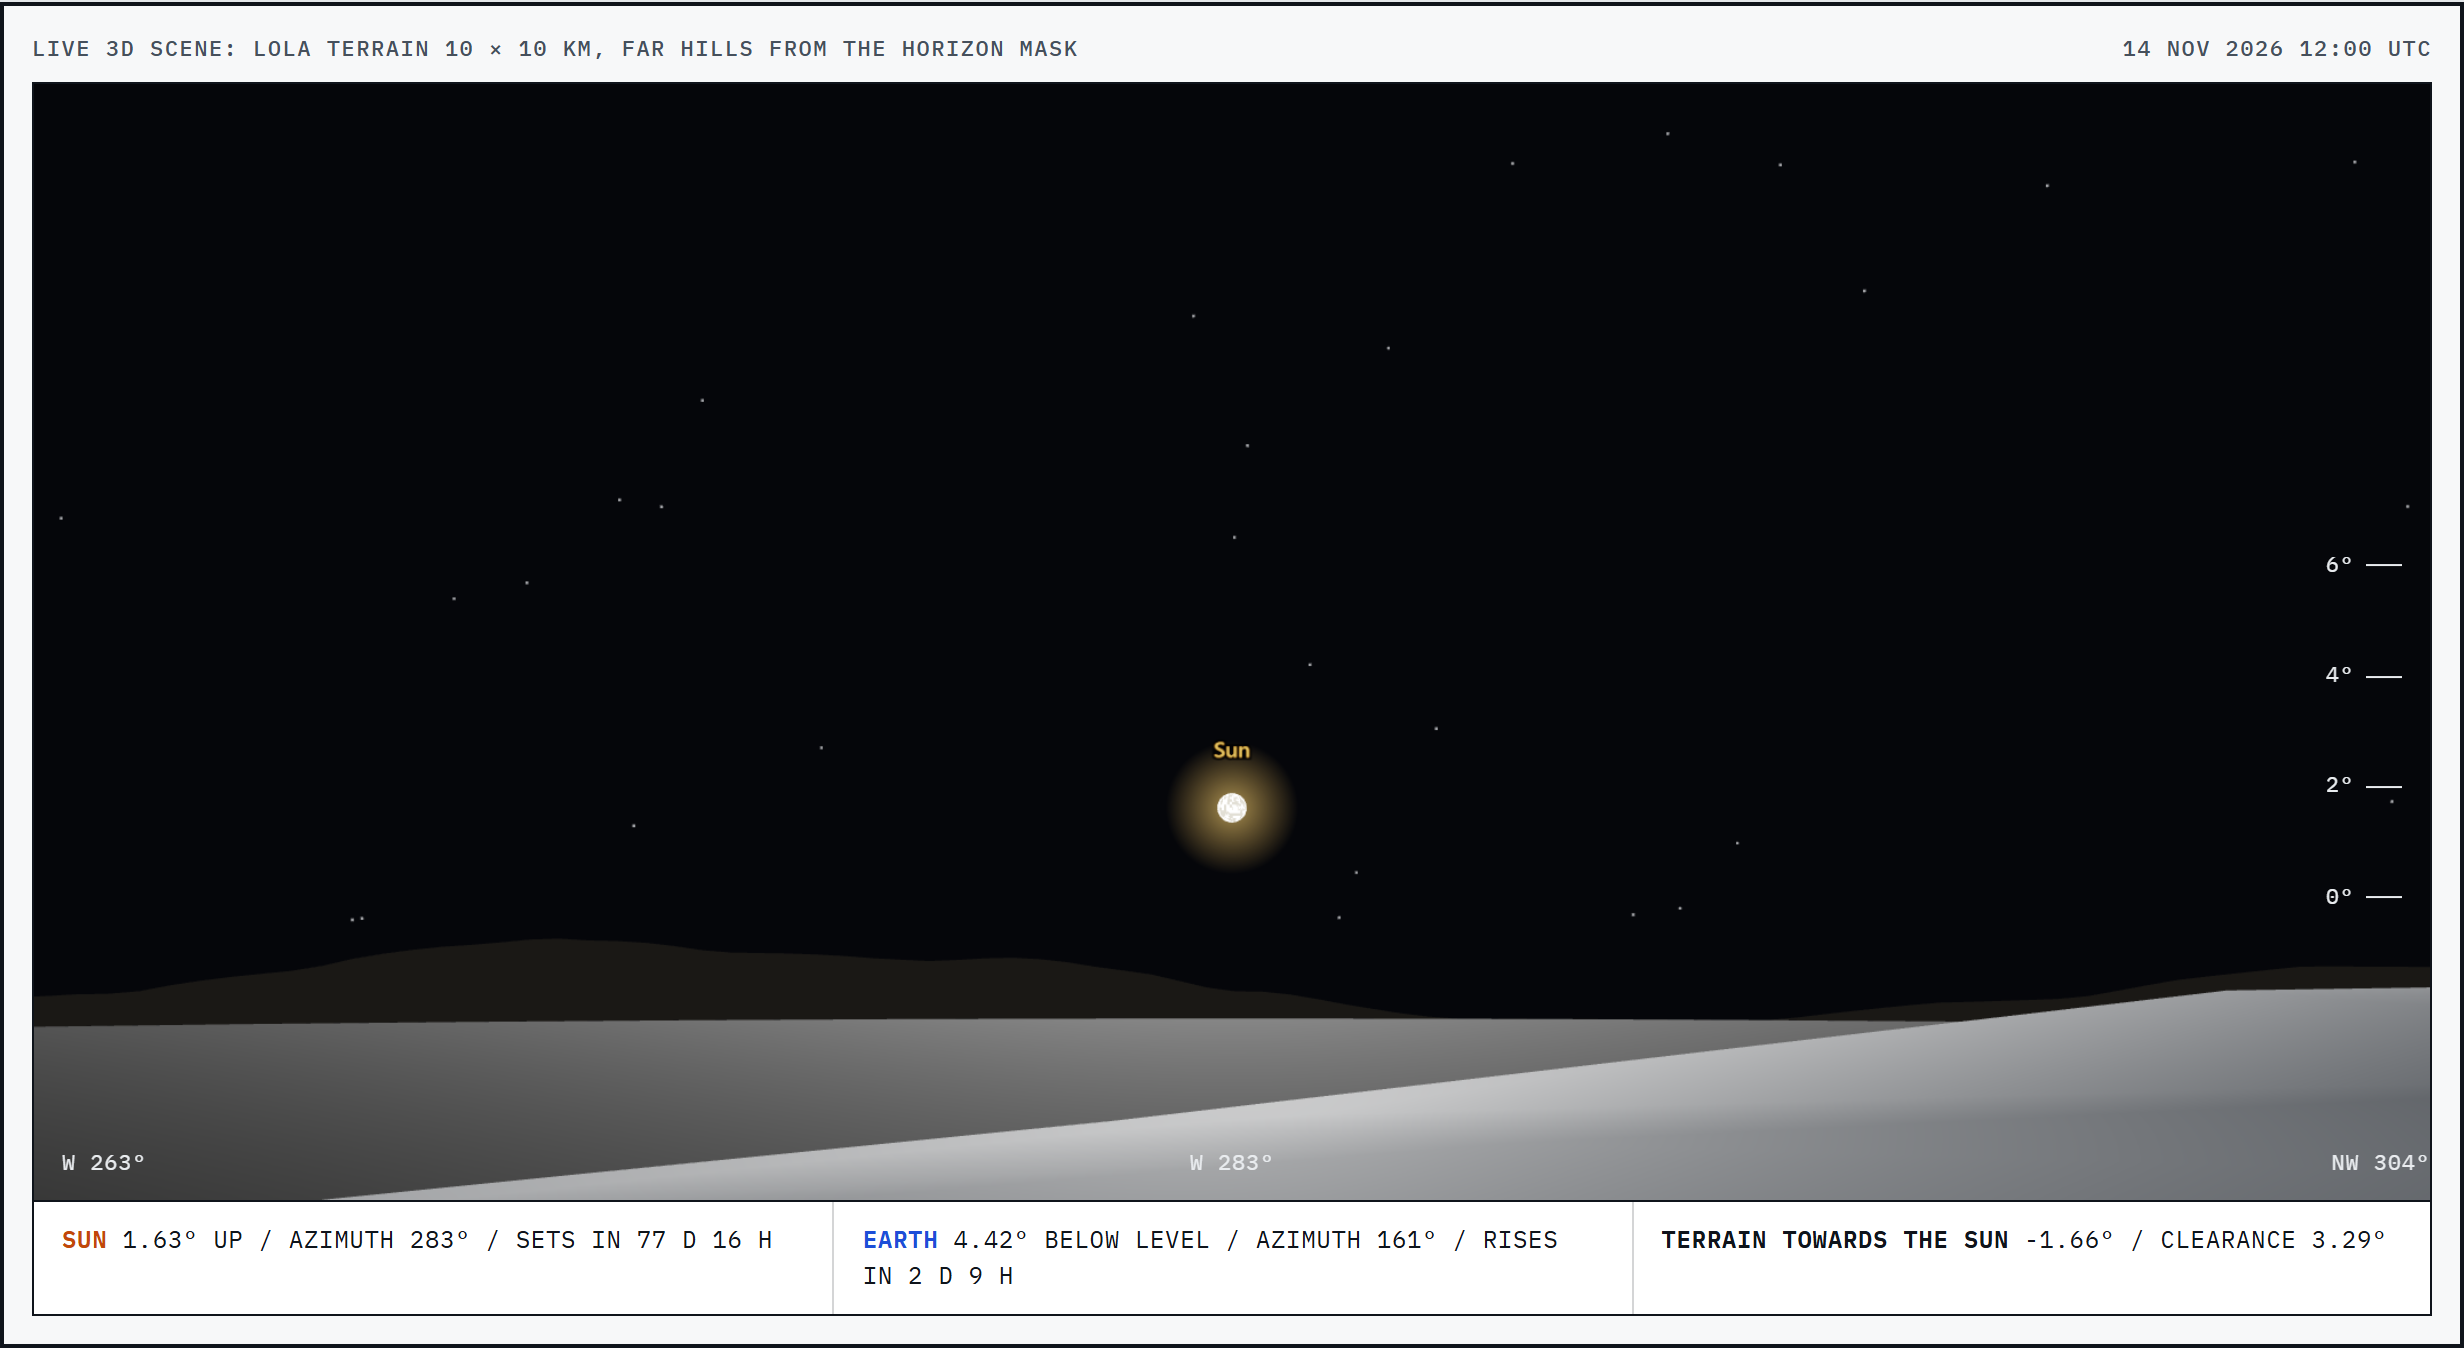 LIVE 3D SCENE: LOLA TERRAIN 10 × 10 KM, FAR HILLS FROM THE HORIZON MASK
14 NOV 2026 12:00 UTC
6°
4°
Sun
2°
0°
W 263°
W 283°
NW 304°
SUN 1.63° UP / AZIMUTH 283° / SETS IN 77 D 16 H
EARTH 4.42° BELOW LEVEL / AZIMUTH 161° / RISES
IN 2 D 9 H
TERRAIN TOWARDS THE SUN -1.66° / CLEARANCE 3.29°